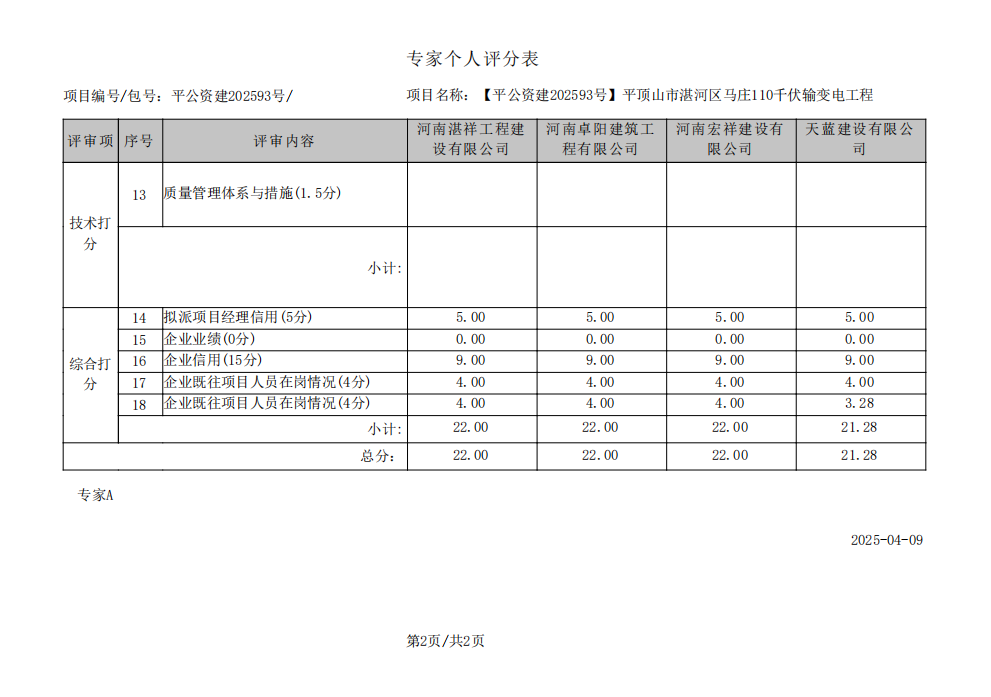 专家个人评分表
项目编号/包号：平公资建202593号/ 项目名称：【平公资建202593号】平顶山市湛河区马庄110千伏输变电工程
评审项 序号 评审内容 河南湛祥工程建设有限公司 河南卓阳建筑工程有限公司 河南宏祥建设有限公司 天蓝建设有限公司
技术打分
13 质量管理体系与措施(1.5分)
小计:
综合打分
14 拟派项目经理信用(5分) 5.00 5.00 5.00 5.00
15 企业业绩(0分) 0.00 0.00 0.00 0.00
16 企业信用(15分) 9.00 9.00 9.00 9.00
17 企业既往项目人员在岗情况(4分) 4.00 4.00 4.00 4.00
18 企业既往项目人员在岗情况(4分) 4.00 4.00 4.00 3.28
小计: 22.00 22.00 22.00 21.28
总分: 22.00 22.00 22.00 21.28
专家A
2025-04-09
第2页/共2页